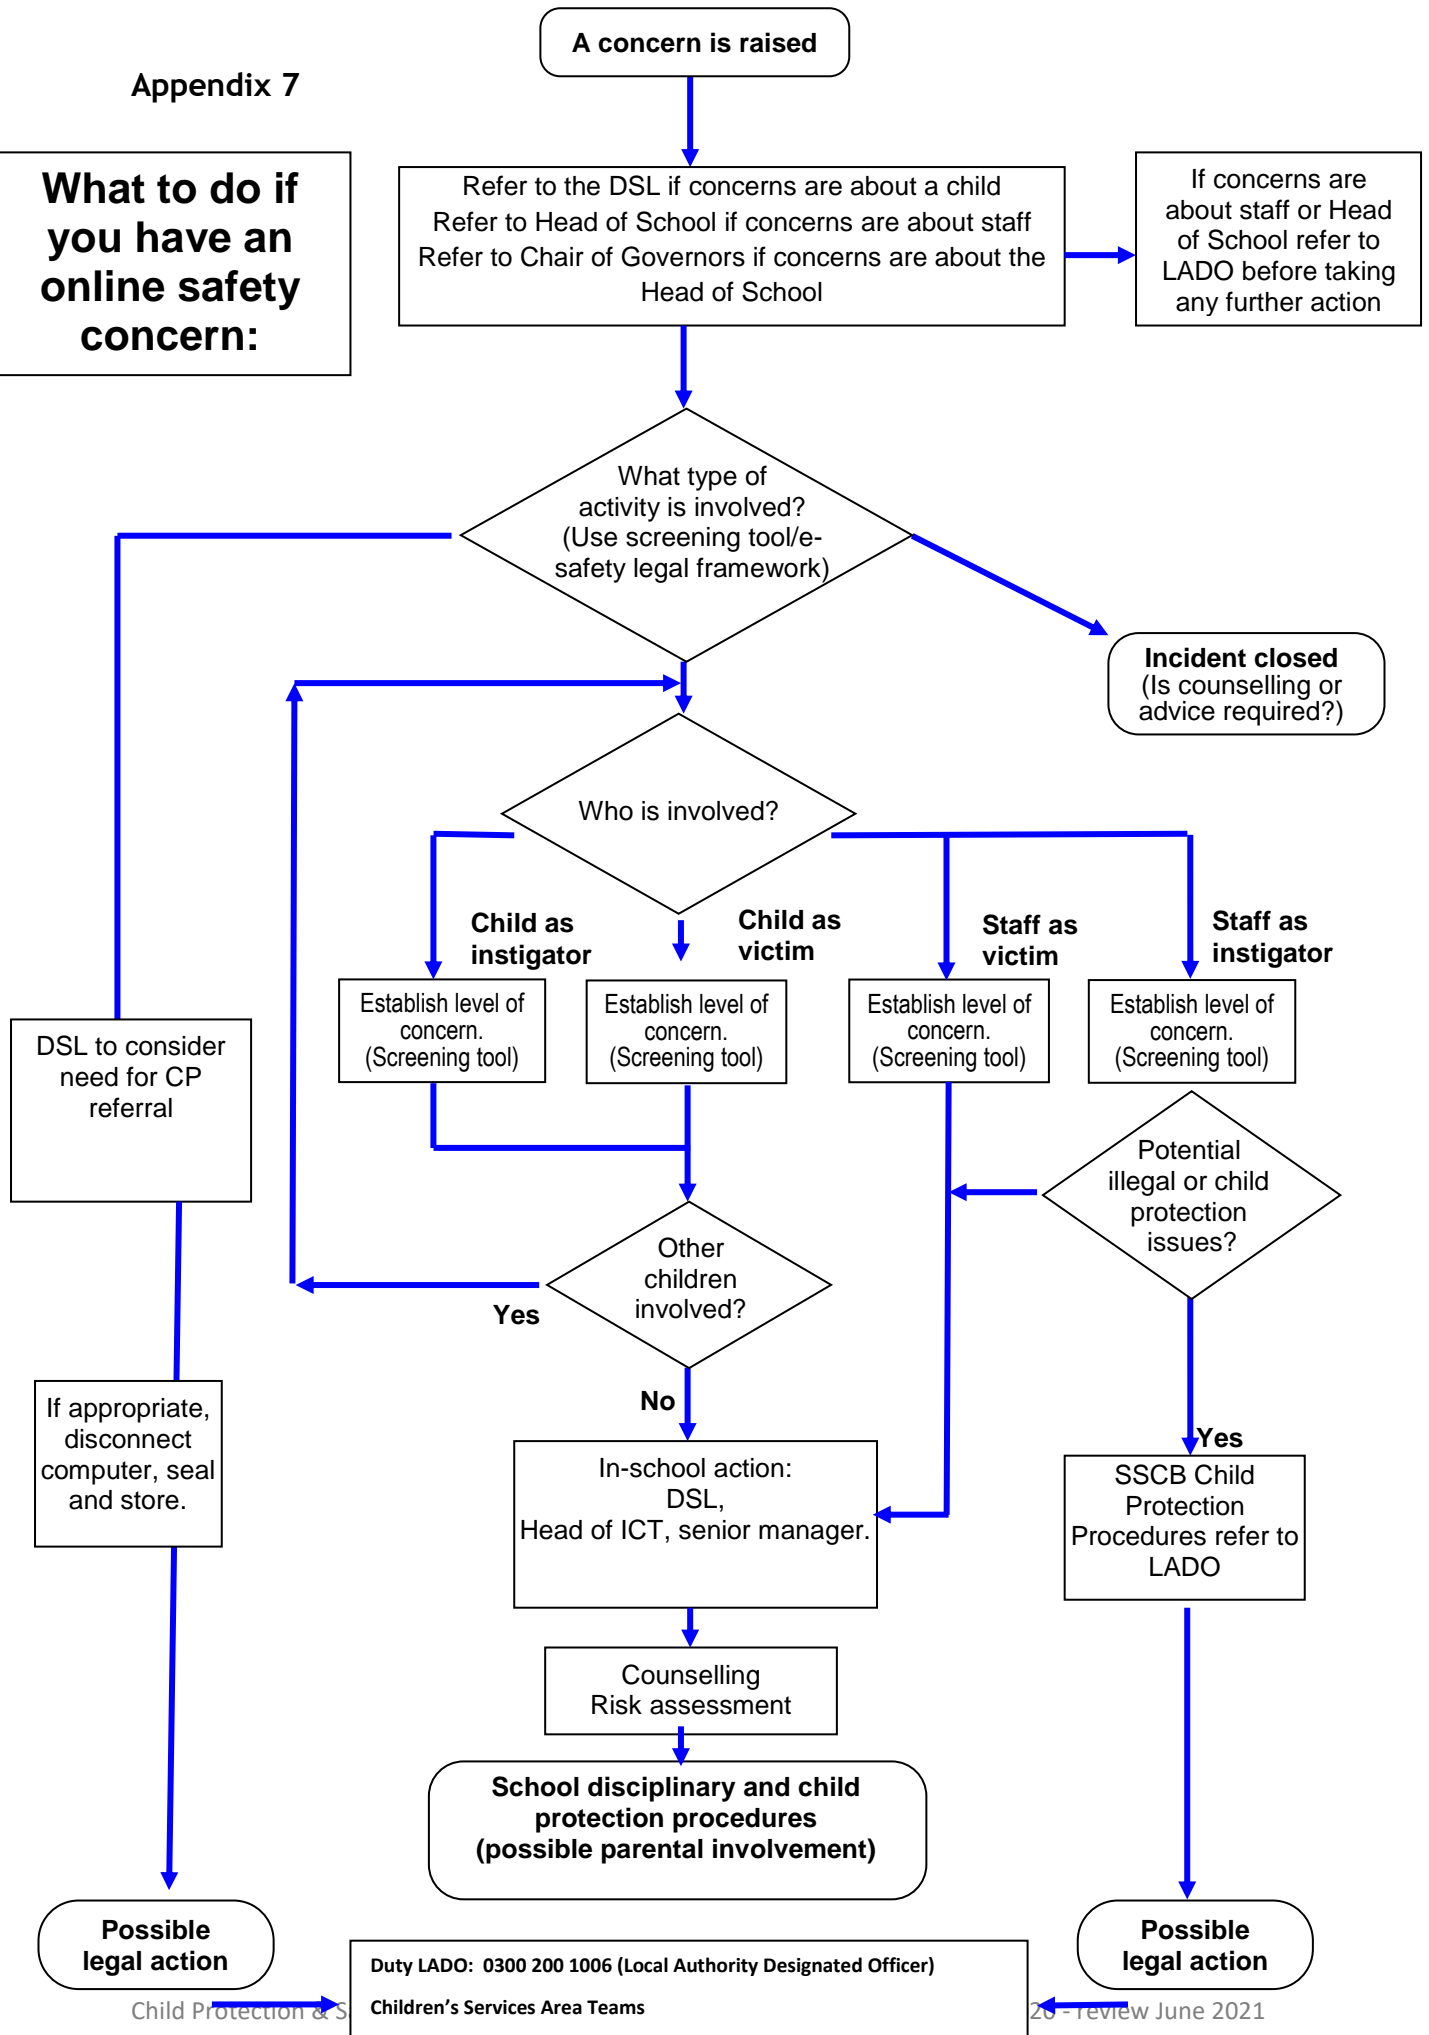 A concern is raised
Appendix 7
What to do if
you have an
online safety
concern:
Refer to the DSL if concerns are about a child
Refer to Head of School if concerns are about staff
Refer to Chair of Governors if concerns are about the
Head of School
If concerns are
about staff or Head
of School refer to
LADO before taking
any further action
What type of
activity is involved?
(Use screening tool/e-
safety legal framework)
Incident closed
(Is counselling or
advice required?)
Who is involved?
Child as
instigator
Child as
victim
Staff as
victim
Staff as
instigator
Establish level of
concern.
(Screening tool)
Establish level of
concern.
(Screening tool)
Establish level of
concern.
(Screening tool)
Establish level of
concern.
(Screening tool)
DSL to consider
need for CP
referral
Potential
illegal or child
protection
issues?
Other
children
involved?
Yes
No
If appropriate,
disconnect
computer, seal
and store.
In-school action:
DSL,
Head of ICT, senior manager.
Yes
SSCB Child
Protection
Procedures refer to
LADO
Counselling
Risk assessment
School disciplinary and child
protection procedures
(possible parental involvement)
Possible
legal action
Possible
legal action
Duty LADO: 0300 200 1006 (Local Authority Designated Officer)
Children's Services Area Teams
Child Protection & - review June 2021